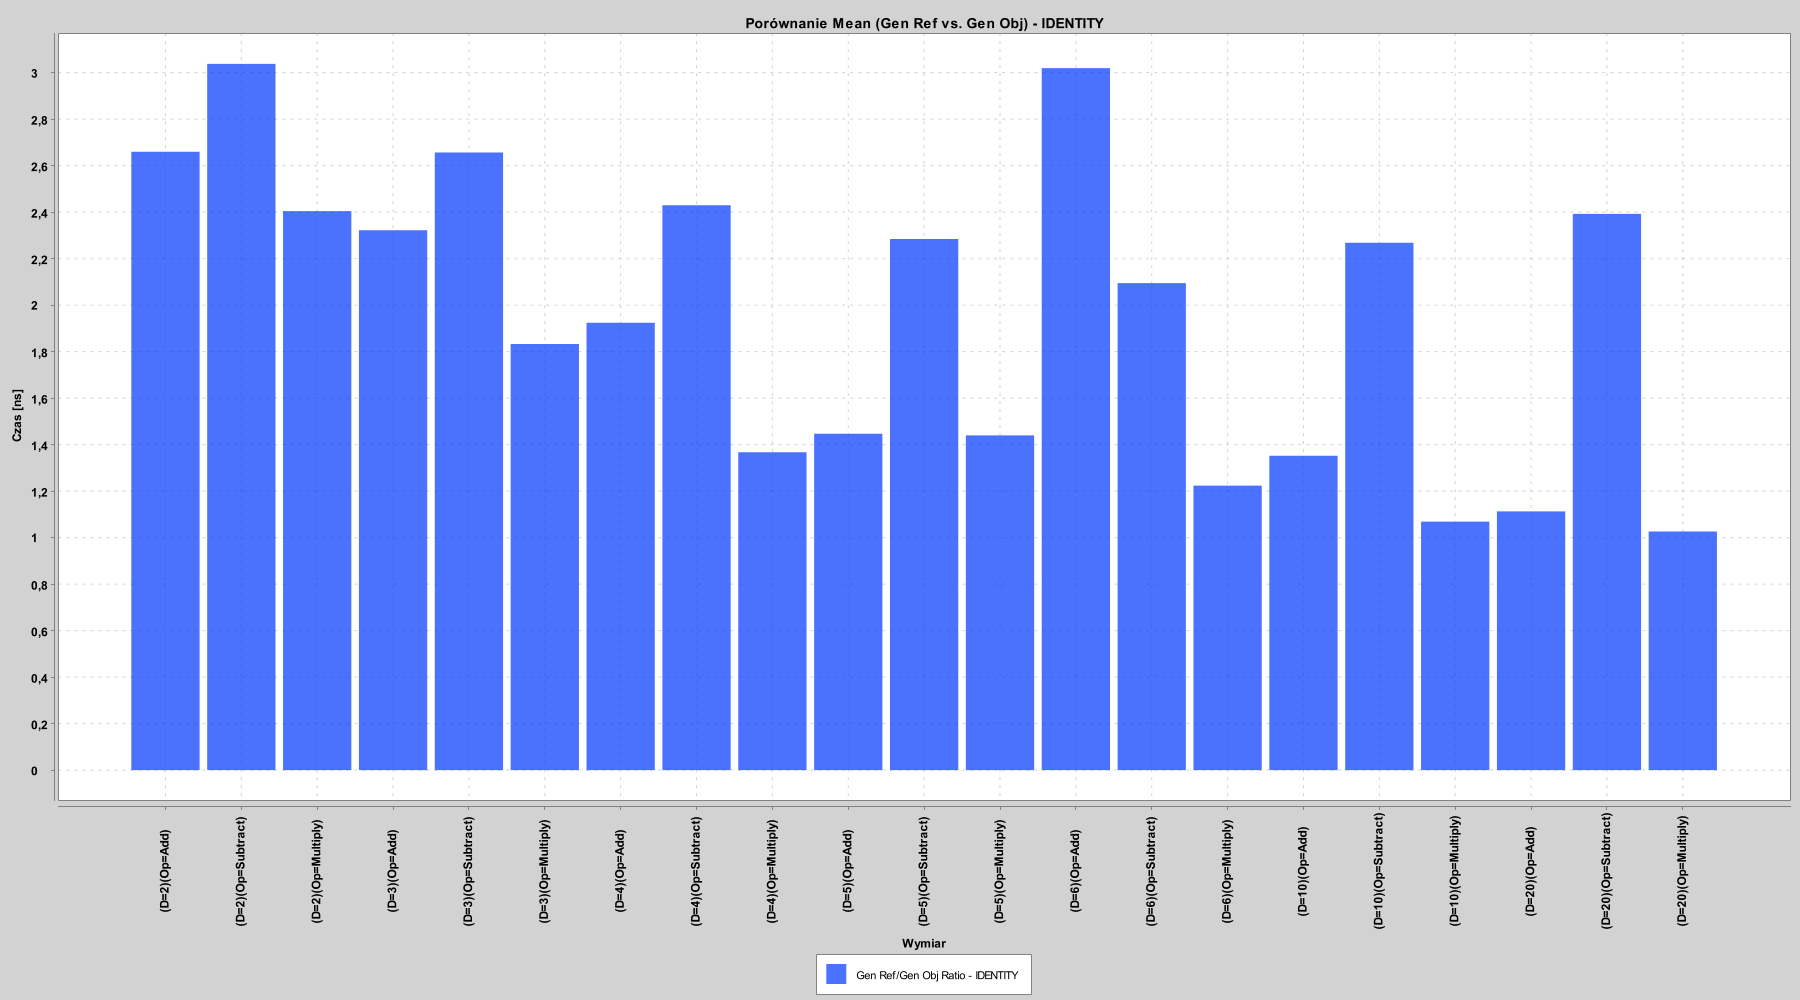 Porównanie Mean (Gen Ref vs. Gen Obj) - IDENTITY
Czas [ns]
3
2,8
2,6
2,4
2,2
2
1,8
1,6
1,4
1,2
1
0,8
0,6
0,4
0,2
0
(D=2)(Op=Add)
(D=2)(Op=Subtract)
(D=2)(Op=Multiply)
(D=3)(Op=Add)
(D=3)(Op=Subtract)
(D=3)(Op=Multiply)
(D=4)(Op=Add)
(D=4)(Op=Subtract)
(D=4)(Op=Multiply)
(D=5)(Op=Add)
(D=5)(Op=Subtract)
(D=5)(Op=Multiply)
(D=6)(Op=Add)
(D=6)(Op=Subtract)
(D=6)(Op=Multiply)
(D=10)(Op=Add)
(D=10)(Op=Subtract)
(D=10)(Op=Multiply)
(D=20)(Op=Add)
(D=20)(Op=Subtract)
(D=20)(Op=Multiply)
Wymiar
Gen Ref/Gen Obj Ratio - IDENTITY